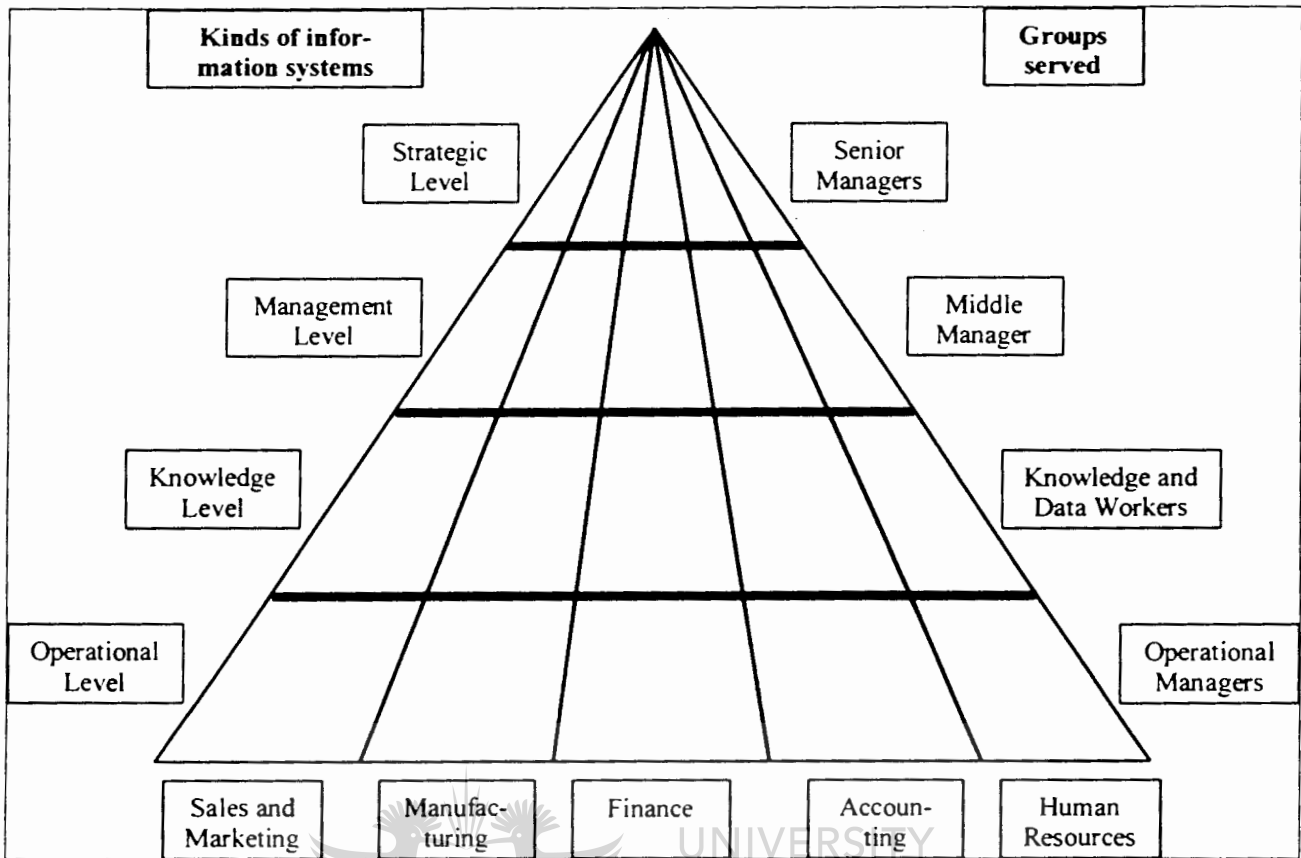 Kinds of infor-
mation systems
Groups
served
Strategic
Level
Senior
Managers
Management
Level
Middle
Manager
Knowledge
Level
Knowledge and
Data Workers
Operational
Level
Operational
Managers
Sales and
Marketing
Manufac-
turing
Finance
Accoun-
ting
Human
Resources
UNIVERSITY